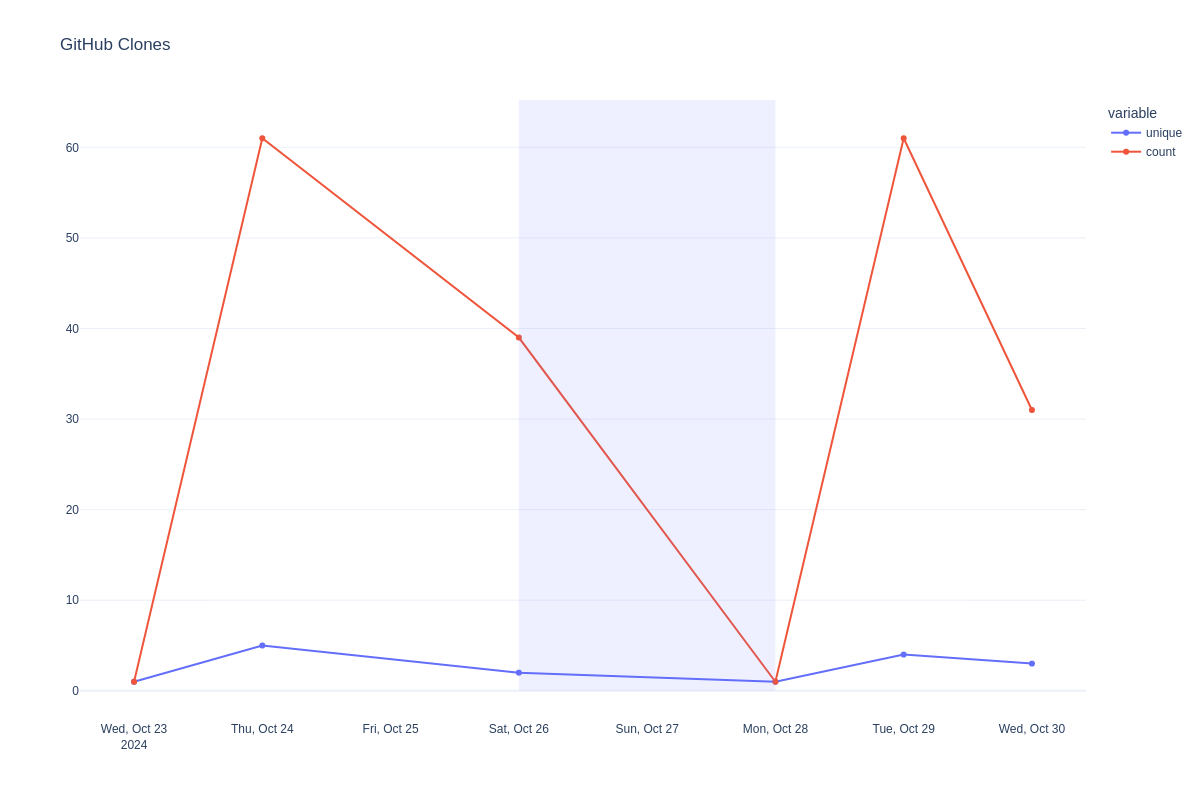 GitHub Clones
variable
unique
count
60
50
40
30
20
10
0
Wed, Oct 23 Thu, Oct 24 Fri, Oct 25 Sat, Oct 26 Sun, Oct 27 Mon, Oct 28 Tue, Oct 29 Wed, Oct 30
2024